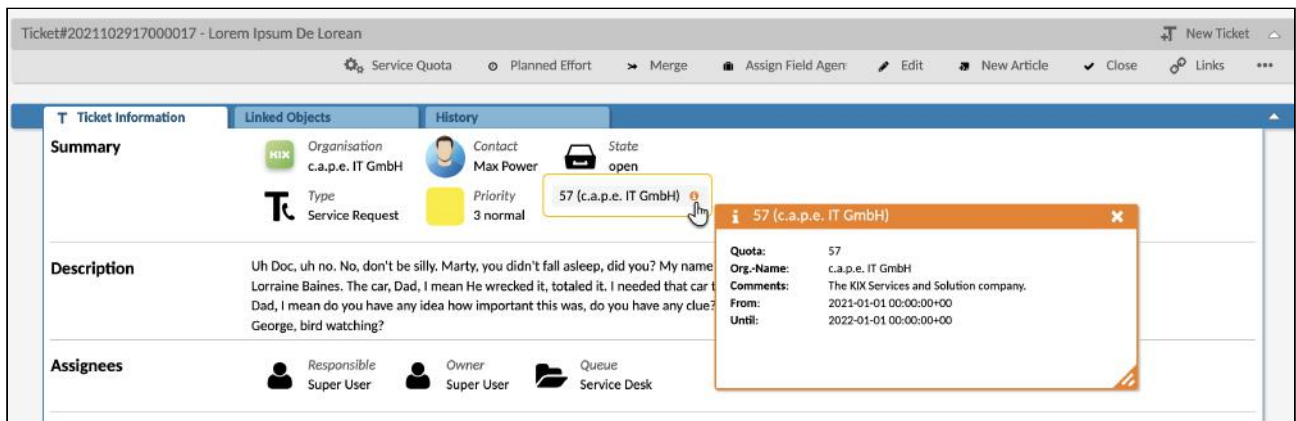 Ticket#2021102917000017 - Lorem Ipsum De Lorean New Ticket
Service Quota Planned Effort Merge Assign Field Agen Edit New Article Close Links
Ticket Information Linked Objects History
Summary
KIX
Organisation Contact State
c.a.p.e. IT GmbH Max Power open
Type Priority
Service Request 3 normal
57 (c.a.p.e. IT GmbH)
57 (c.a.p.e. IT GmbH)
Quota: 57
Org.-Name: c.a.p.e. IT GmbH
Comments: The KIX Services and Solution company.
From: 2021-01-01 00:00:00+00
Until: 2022-01-01 00:00:00+00
Description
Uh Doc, uh no. No, don't be silly. Marty, you didn't fall asleep, did you? My name
Lorraine Baines. The car, Dad, I mean He wrecked it, totaled it. I needed that car
Dad, I mean do you have any idea how important this was, do you have any clue?
George, bird watching?
Assignees
Responsible Owner Queue
Super User Super User Service Desk